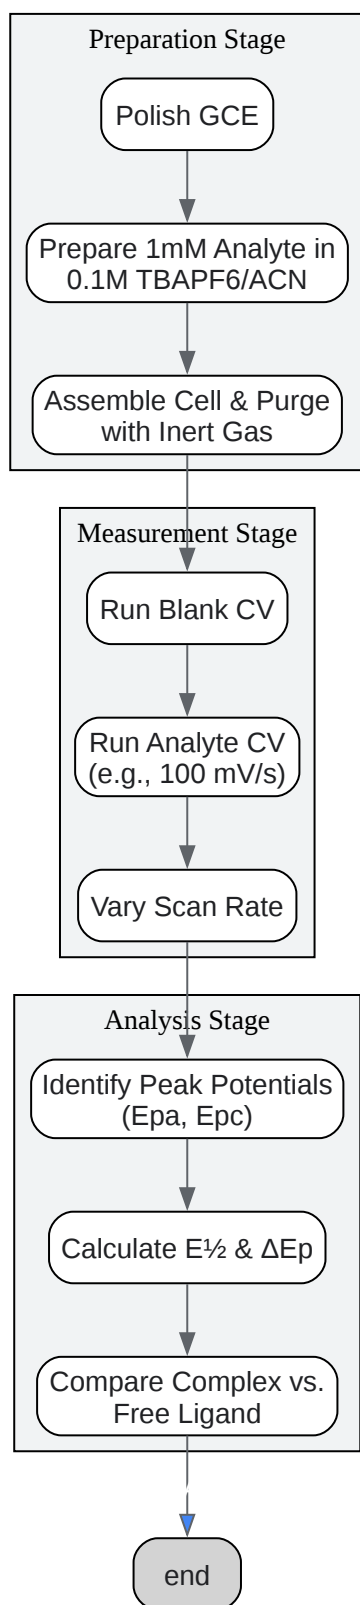 Preparation Stage
Polish GCE
Prepare 1mM Analyte in
0.1M TBAPF6/ACN
Assemble Cell & Purge
with Inert Gas
Measurement Stage
Run Blank CV
Run Analyte CV
(e.g., 100 mV/s)
Vary Scan Rate
Analysis Stage
Identify Peak Potentials
(Epa, Epc)
Calculate E½ & ΔEp
Compare Complex vs.
Free Ligand
end